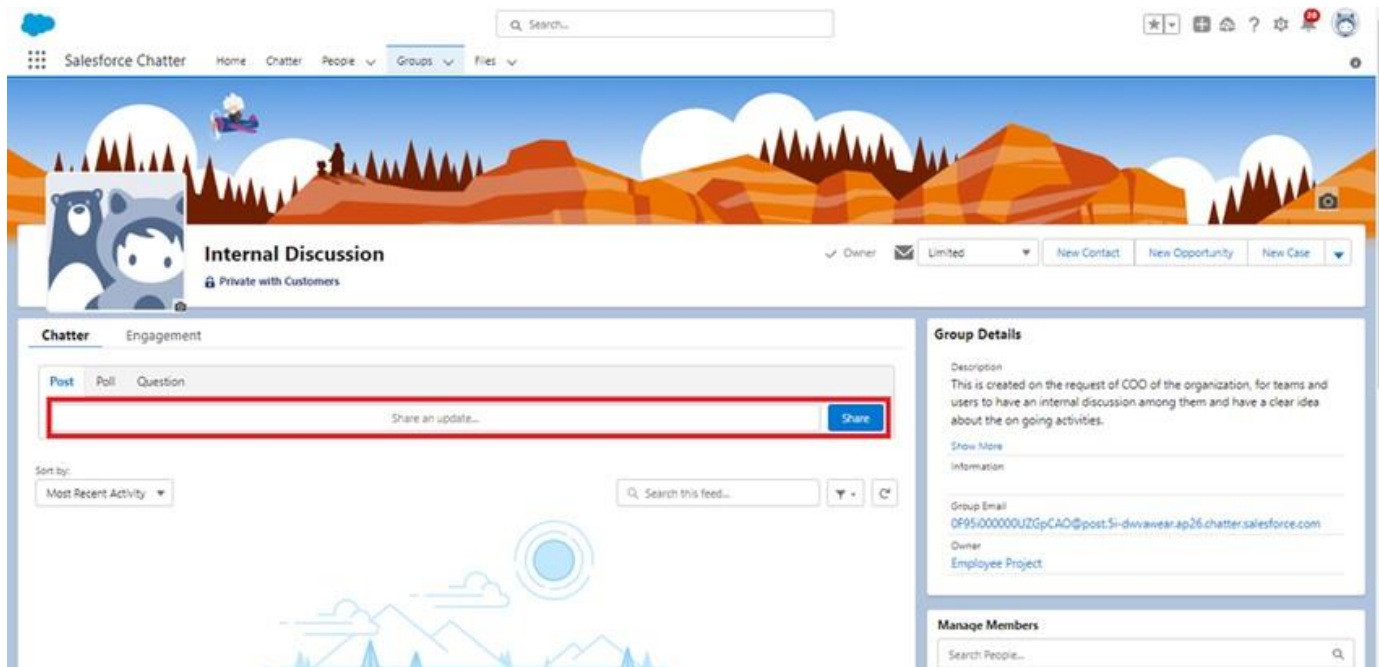 Search...
20
Salesforce Chatter Home Chatter People Groups Files
Internal Discussion
Private with Customers
Owner Limited New Contact New Opportunity New Case
Chatter Engagement
Post Poll Question
Share an update... Share
Sort by:
Most Recent Activity Search this feed...
Group Details
Description
This is created on the request of COO of the organization, for teams and
users to have an internal discussion among them and have a clear idea
about the on going activities.
Show More
Information
Group Email
0F95i000000UZGpCAO@post.5i-dwvawear.ap26.chatter.salesforce.com
Owner
Employee Project
Manage Members
Search People...